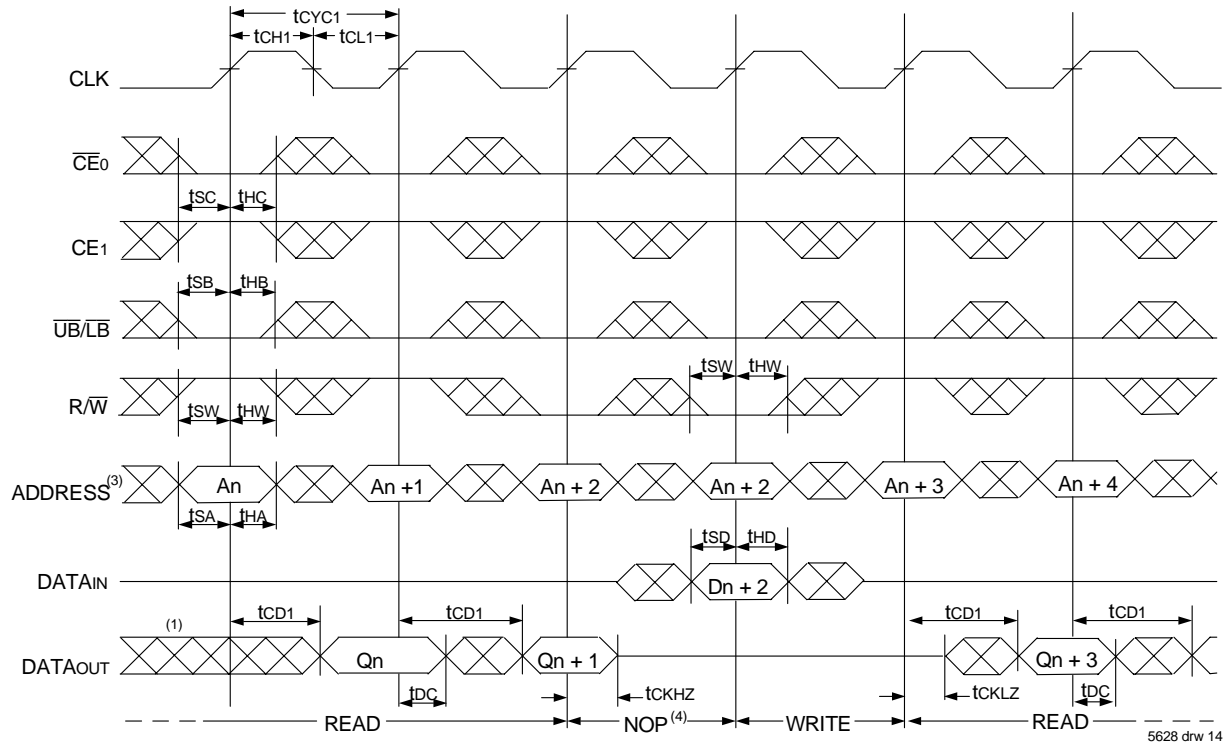 tCYC1
tCH1 tCL1
CLK
CE0
tSC tHC
CE1
tSB tHB
UB/LB
tSW tHW
R/W
tSW tHW
ADDRESS(3) An An +1 An + 2 An + 2 An + 3 An + 4
tSA tHA
tSD tHD
DATAIN Dn + 2
tCD1 tCD1 tCD1 tCD1
(1)
DATAOUT Qn Qn + 1 Qn + 3
tDC tCKHZ tCKLZ tDC
READ NOP(4) WRITE READ
5628 drw 14